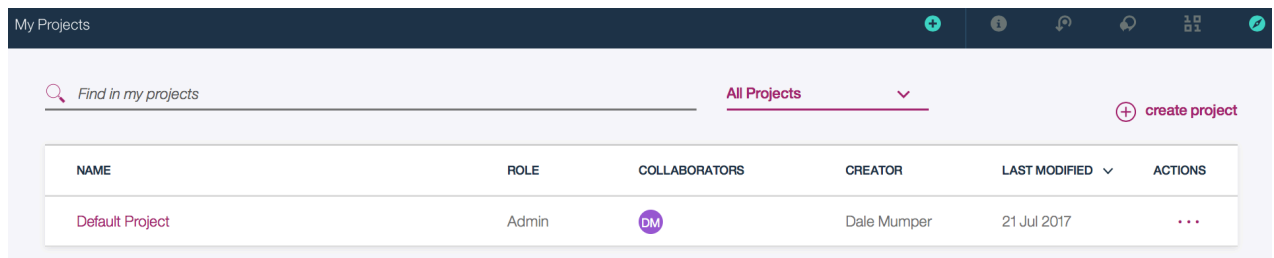 My Projects
Find in my projects
All Projects
create project
NAME ROLE COLLABORATORS CREATOR LAST MODIFIED ACTIONS
Default Project Admin DM Dale Mumper 21 Jul 2017 ...